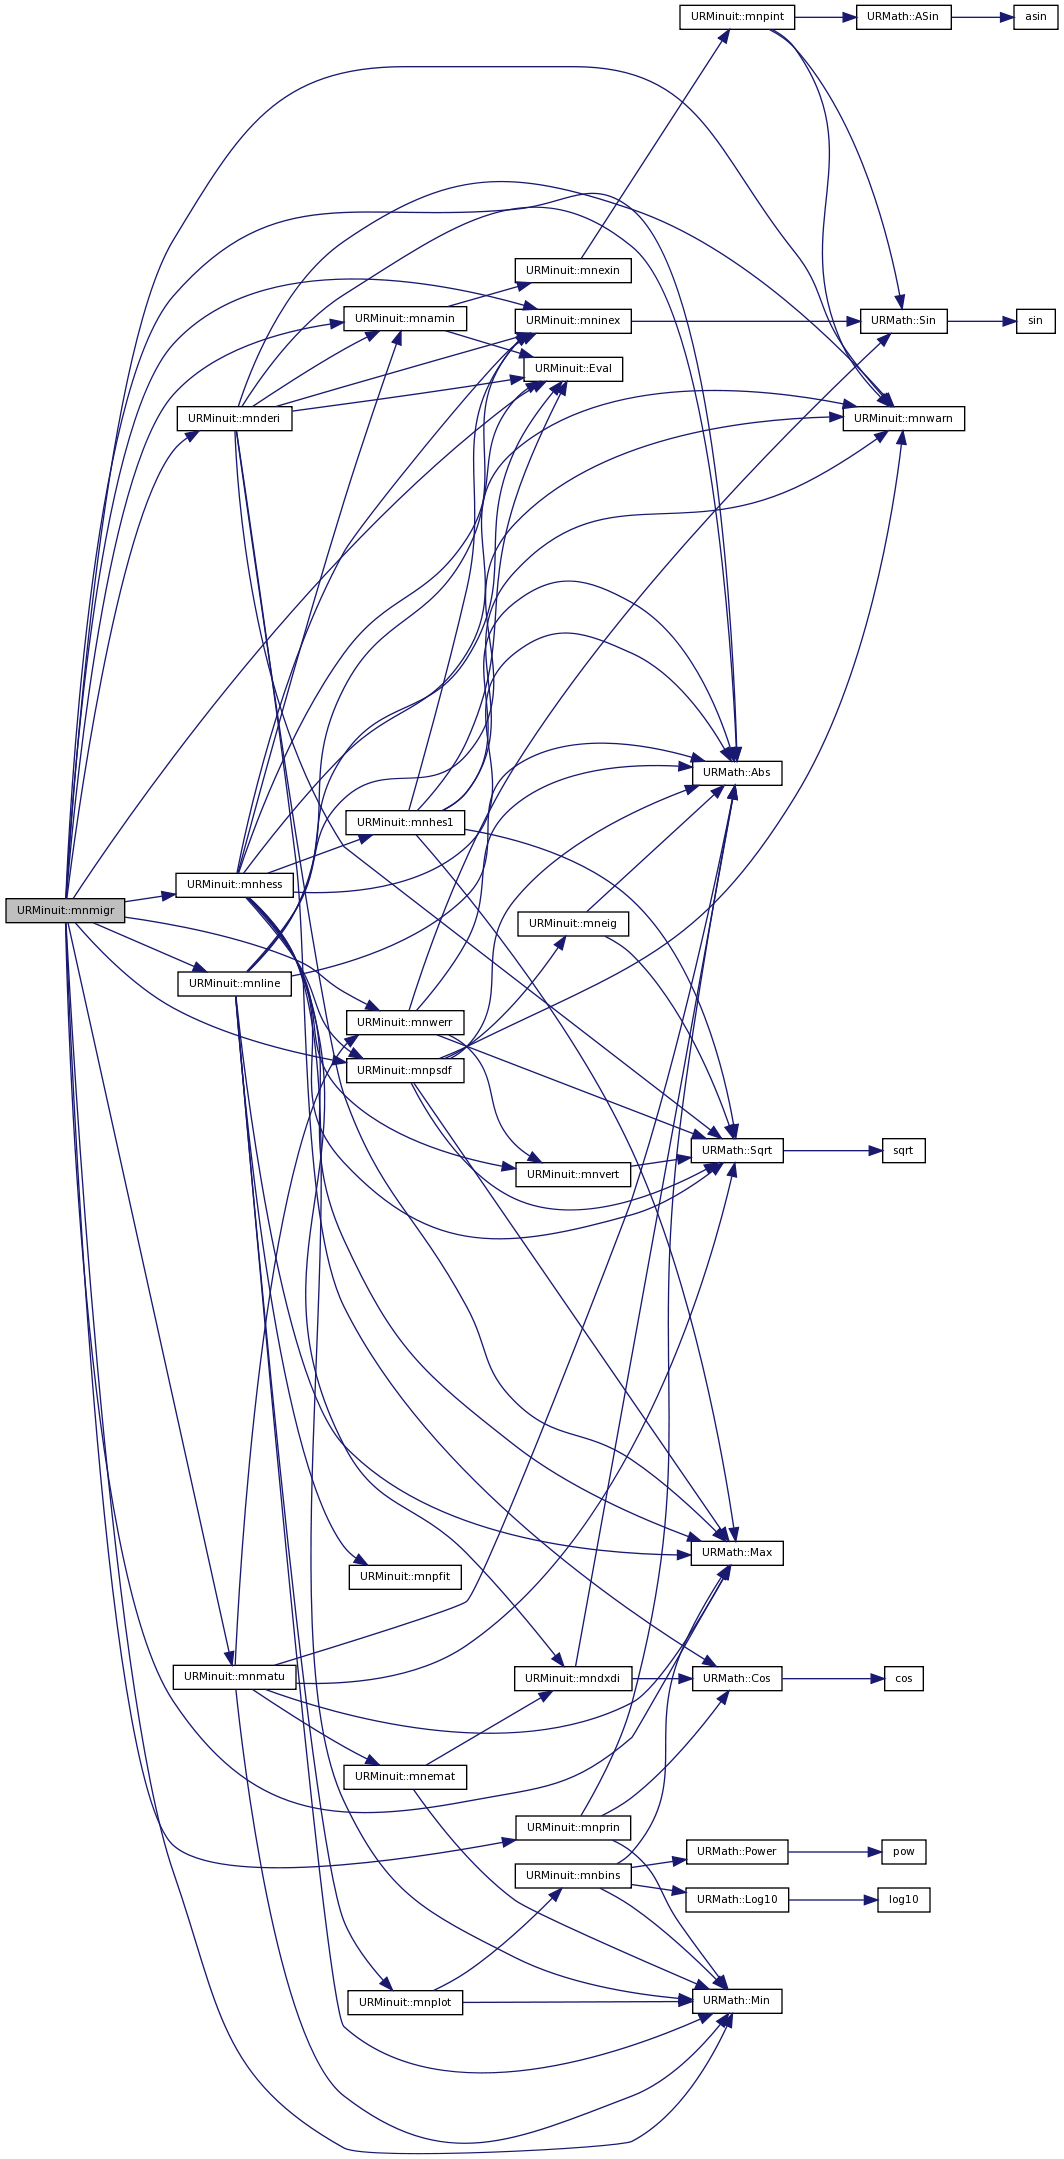 URMinuit::mnpint
URMath::ASin
asin
URMinuit::mnexin
URMinuit::mnamin
URMinuit::mninex
URMath::Sin
sin
URMinuit::Eval
URMinuit::mnderi
URMinuit::mnwarn
URMath::Abs
URMinuit::mnhes1
URMinuit::mnhess
URMinuit::mnmigr
URMinuit::mneig
URMinuit::mnline
URMinuit::mnwerr
URMinuit::mnpsdf
URMath::Sqrt
sqrt
URMinuit::mnvert
URMath::Max
URMinuit::mnpfit
URMinuit::mnmatu
URMinuit::mndxdi
URMath::Cos
cos
URMinuit::mnemat
URMinuit::mnprin
URMath::Power
pow
URMinuit::mnbins
URMath::Log10
log10
URMinuit::mnplot
URMath::Min